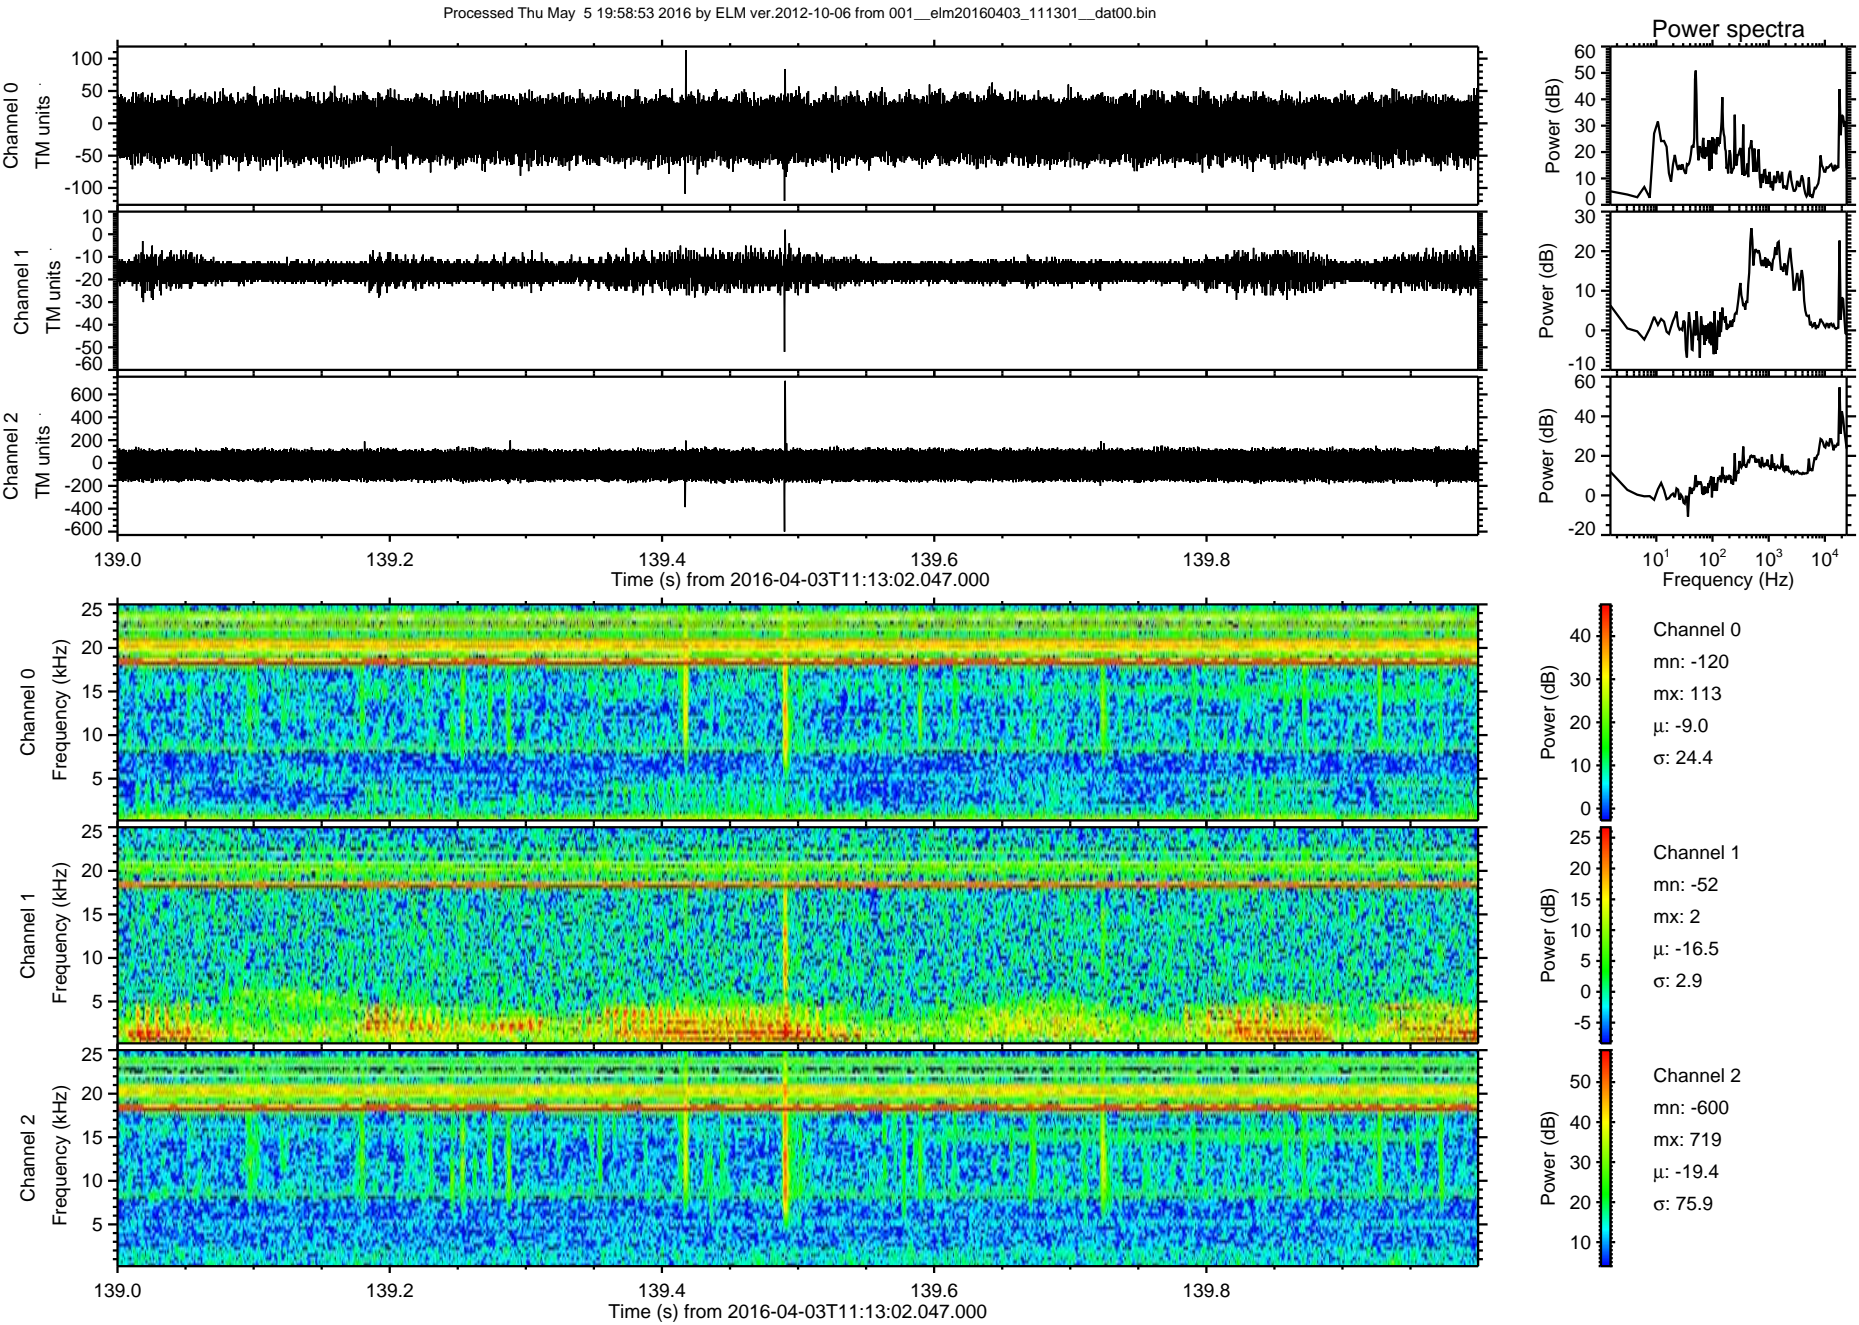 Processed Thu May  5 19:58:53 2016 by ELM ver.2012-10-06 from 001__elm20160403_111301__dat00.bin
Power spectra
Channel 0
TM units
100
50
0
-50
-100
Power (dB)
60
50
40
30
20
10
0
Channel 1
TM units
10
0
-10
-20
-30
-40
-50
-60
Power (dB)
30
20
10
0
-10
Channel 2
TM units
600
400
200
0
-200
-400
-600
Power (dB)
60
40
20
0
-20
139.0 139.2 139.4 139.6 139.8
Time (s) from 2016-04-03T11:13:02.047.000
10^1 10^2 10^3 10^4
Frequency (Hz)
Channel 0
Frequency (kHz)
25
20
15
10
5
Power (dB)
40
30
20
10
0
Channel 0
mn: -120
mx: 113
µ: -9.0
σ: 24.4
Channel 1
Frequency (kHz)
25
20
15
10
5
Power (dB)
25
20
15
10
5
0
-5
Channel 1
mn: -52
mx: 2
µ: -16.5
σ: 2.9
Channel 2
Frequency (kHz)
25
20
15
10
5
Power (dB)
50
40
30
20
10
Channel 2
mn: -600
mx: 719
µ: -19.4
σ: 75.9
139.0 139.2 139.4 139.6 139.8
Time (s) from 2016-04-03T11:13:02.047.000